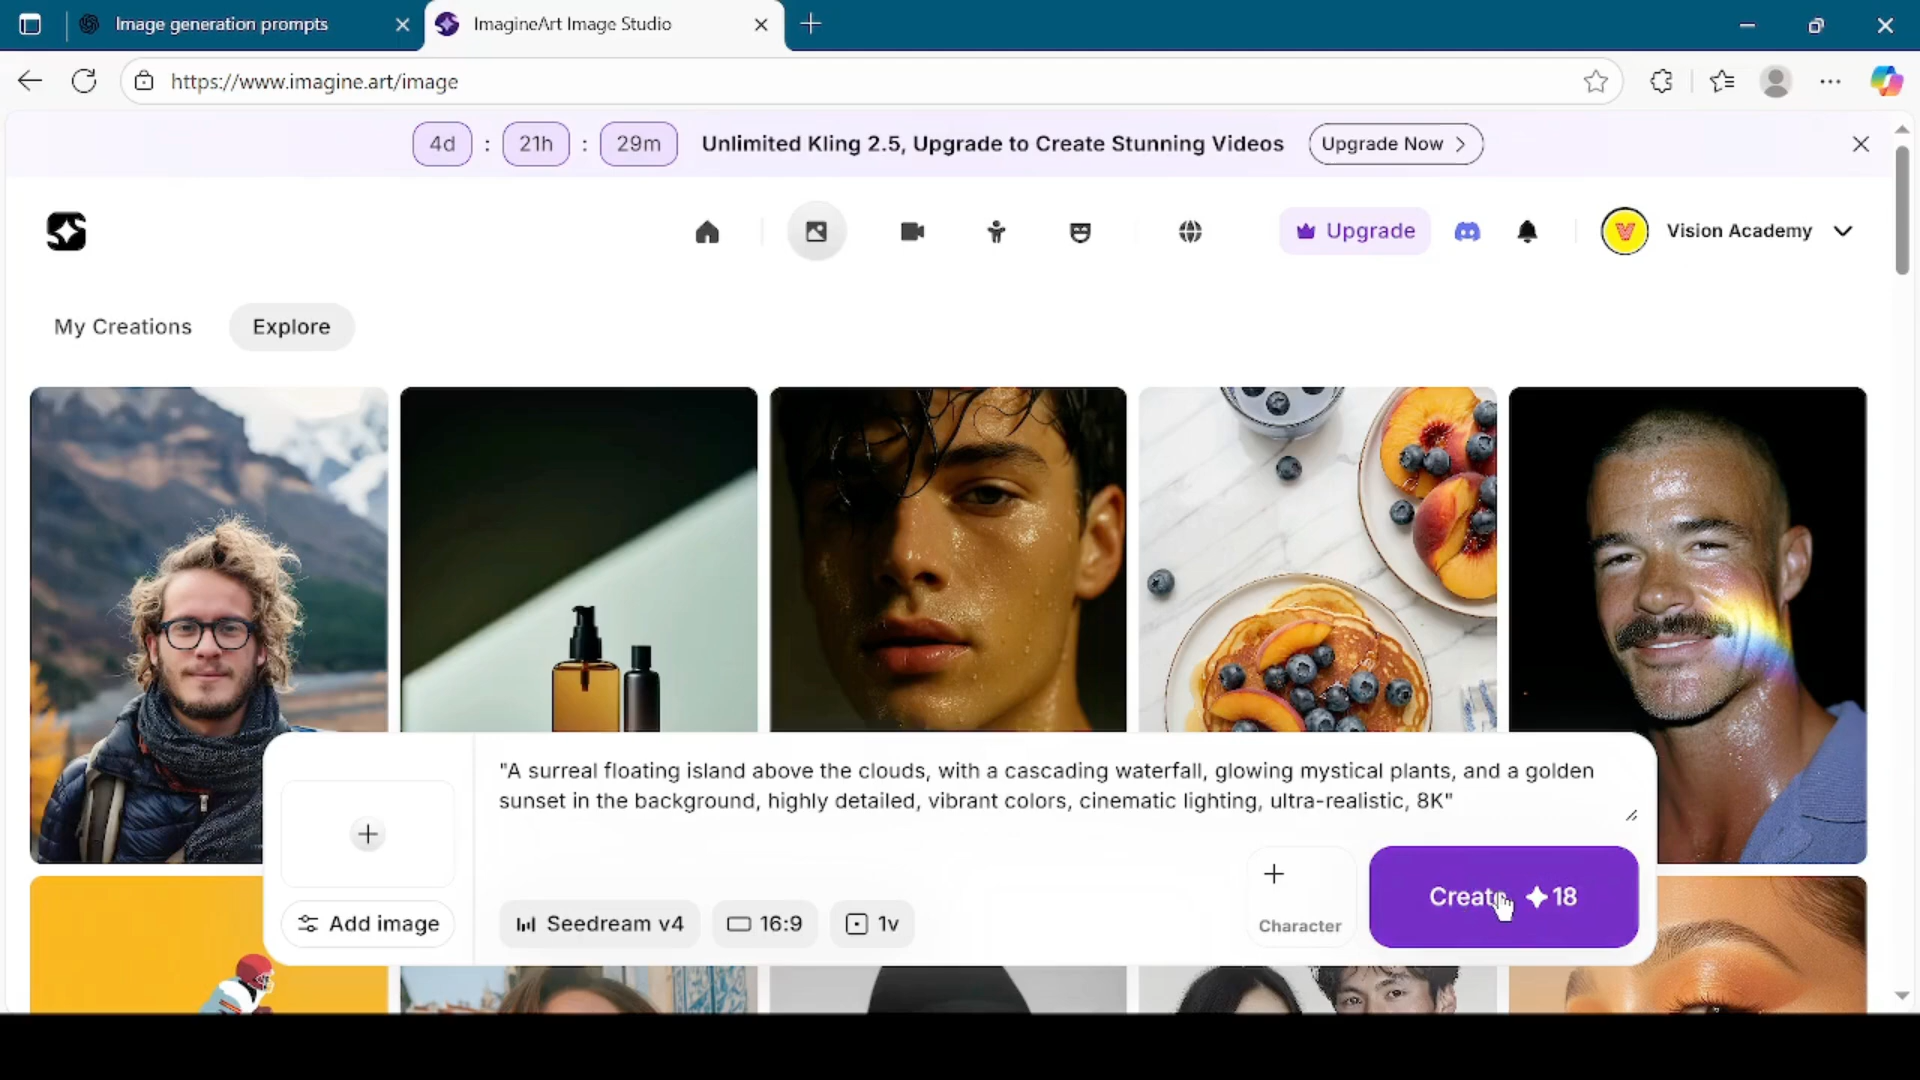 Image generation prompts
ImagineArt Image Studio
https://www.imagine.art/image
4d : 21h : 29m Unlimited Kling 2.5, Upgrade to Create Stunning Videos Upgrade Now
Upgrade Vision Academy
My Creations Explore
"A surreal floating island above the clouds, with a cascading waterfall, glowing mystical plants, and a golden
sunset in the background, highly detailed, vibrant colors, cinematic lighting, ultra-realistic, 8K"
Add image
Seedream v4 16:9 1v
Character
Create 18